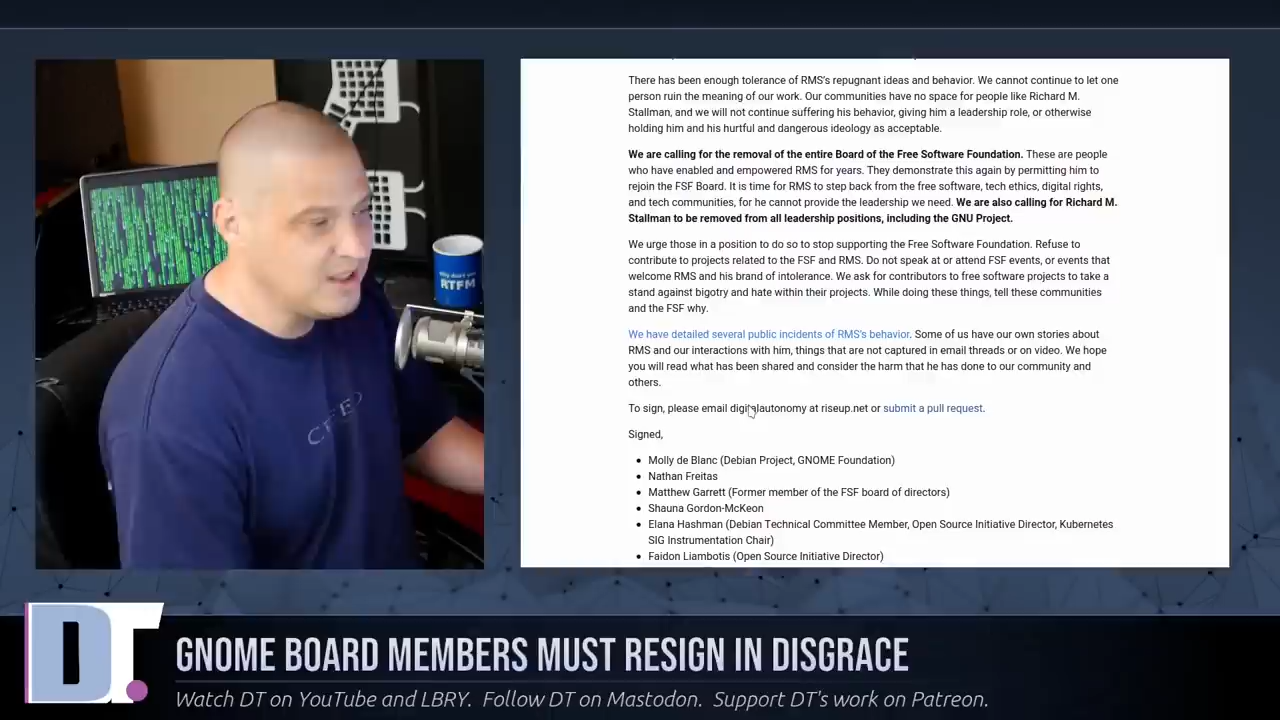 Why don't you
RTFM
There has been enough tolerance of RMS's repugnant ideas and behavior. We cannot continue to let one
person ruin the meaning of our work. Our communities have no space for people like Richard M.
Stallman, and we will not continue suffering his behavior, giving him a leadership role, or otherwise
holding him and his hurtful and dangerous ideology as acceptable.
We are calling for the removal of the entire Board of the Free Software Foundation. These are people
who have enabled and empowered RMS for years. They demonstrate this again by permitting him to
rejoin the FSF Board. It is time for RMS to step back from the free software, tech ethics, digital rights,
and tech communities, for he cannot provide the leadership we need. We are also calling for Richard M.
Stallman to be removed from all leadership positions, including the GNU Project.
We urge those in a position to do so to stop supporting the Free Software Foundation. Refuse to
contribute to projects related to the FSF and RMS. Do not speak at or attend FSF events, or events that
welcome RMS and his brand of intolerance. We ask for contributors to free software projects to take a
stand against bigotry and hate within their projects. While doing these things, tell these communities
and the FSF why.
We have detailed several public incidents of RMS's behavior. Some of us have our own stories about
RMS and our interactions with him, things that are not captured in email threads or on video. We hope
you will read what has been shared and consider the harm that he has done to our community and
others.
To sign, please email digitalautonomy at riseup.net or submit a pull request.
Signed,
Molly de Blanc (Debian Project, GNOME Foundation)
Nathan Freitas
Matthew Garrett (Former member of the FSF board of directors)
Shauna Gordon-McKeon
Elana Hashman (Debian Technical Committee Member, Open Source Initiative Director, Kubernetes
SIG Instrumentation Chair)
Faidon Liambotis (Open Source Initiative Director)
DT.
GNOME BOARD MEMBERS MUST RESIGN IN DISGRACE
Watch DT on YouTube and LBRY. Follow DT on Mastodon. Support DT's work on Patreon.